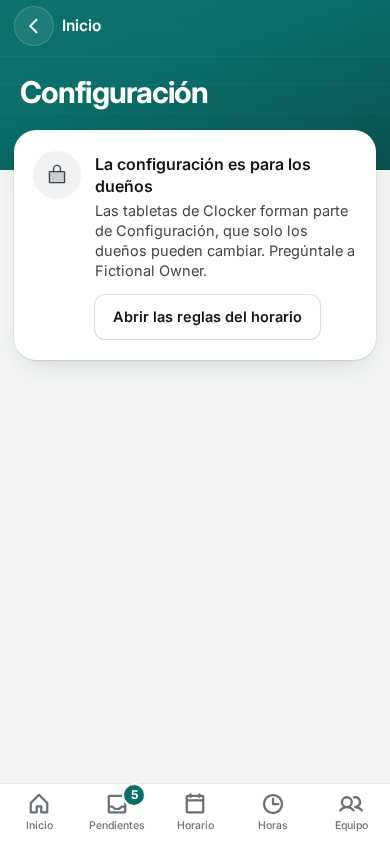 Inicio
Configuración
La configuración es para los
dueños
Las tabletas de Clocker forman parte
de Configuración, que solo los
dueños pueden cambiar. Pregúntale a
Fictional Owner.
Abrir las reglas del horario
5
Inicio
Pendientes
Horario
Horas
Equipo